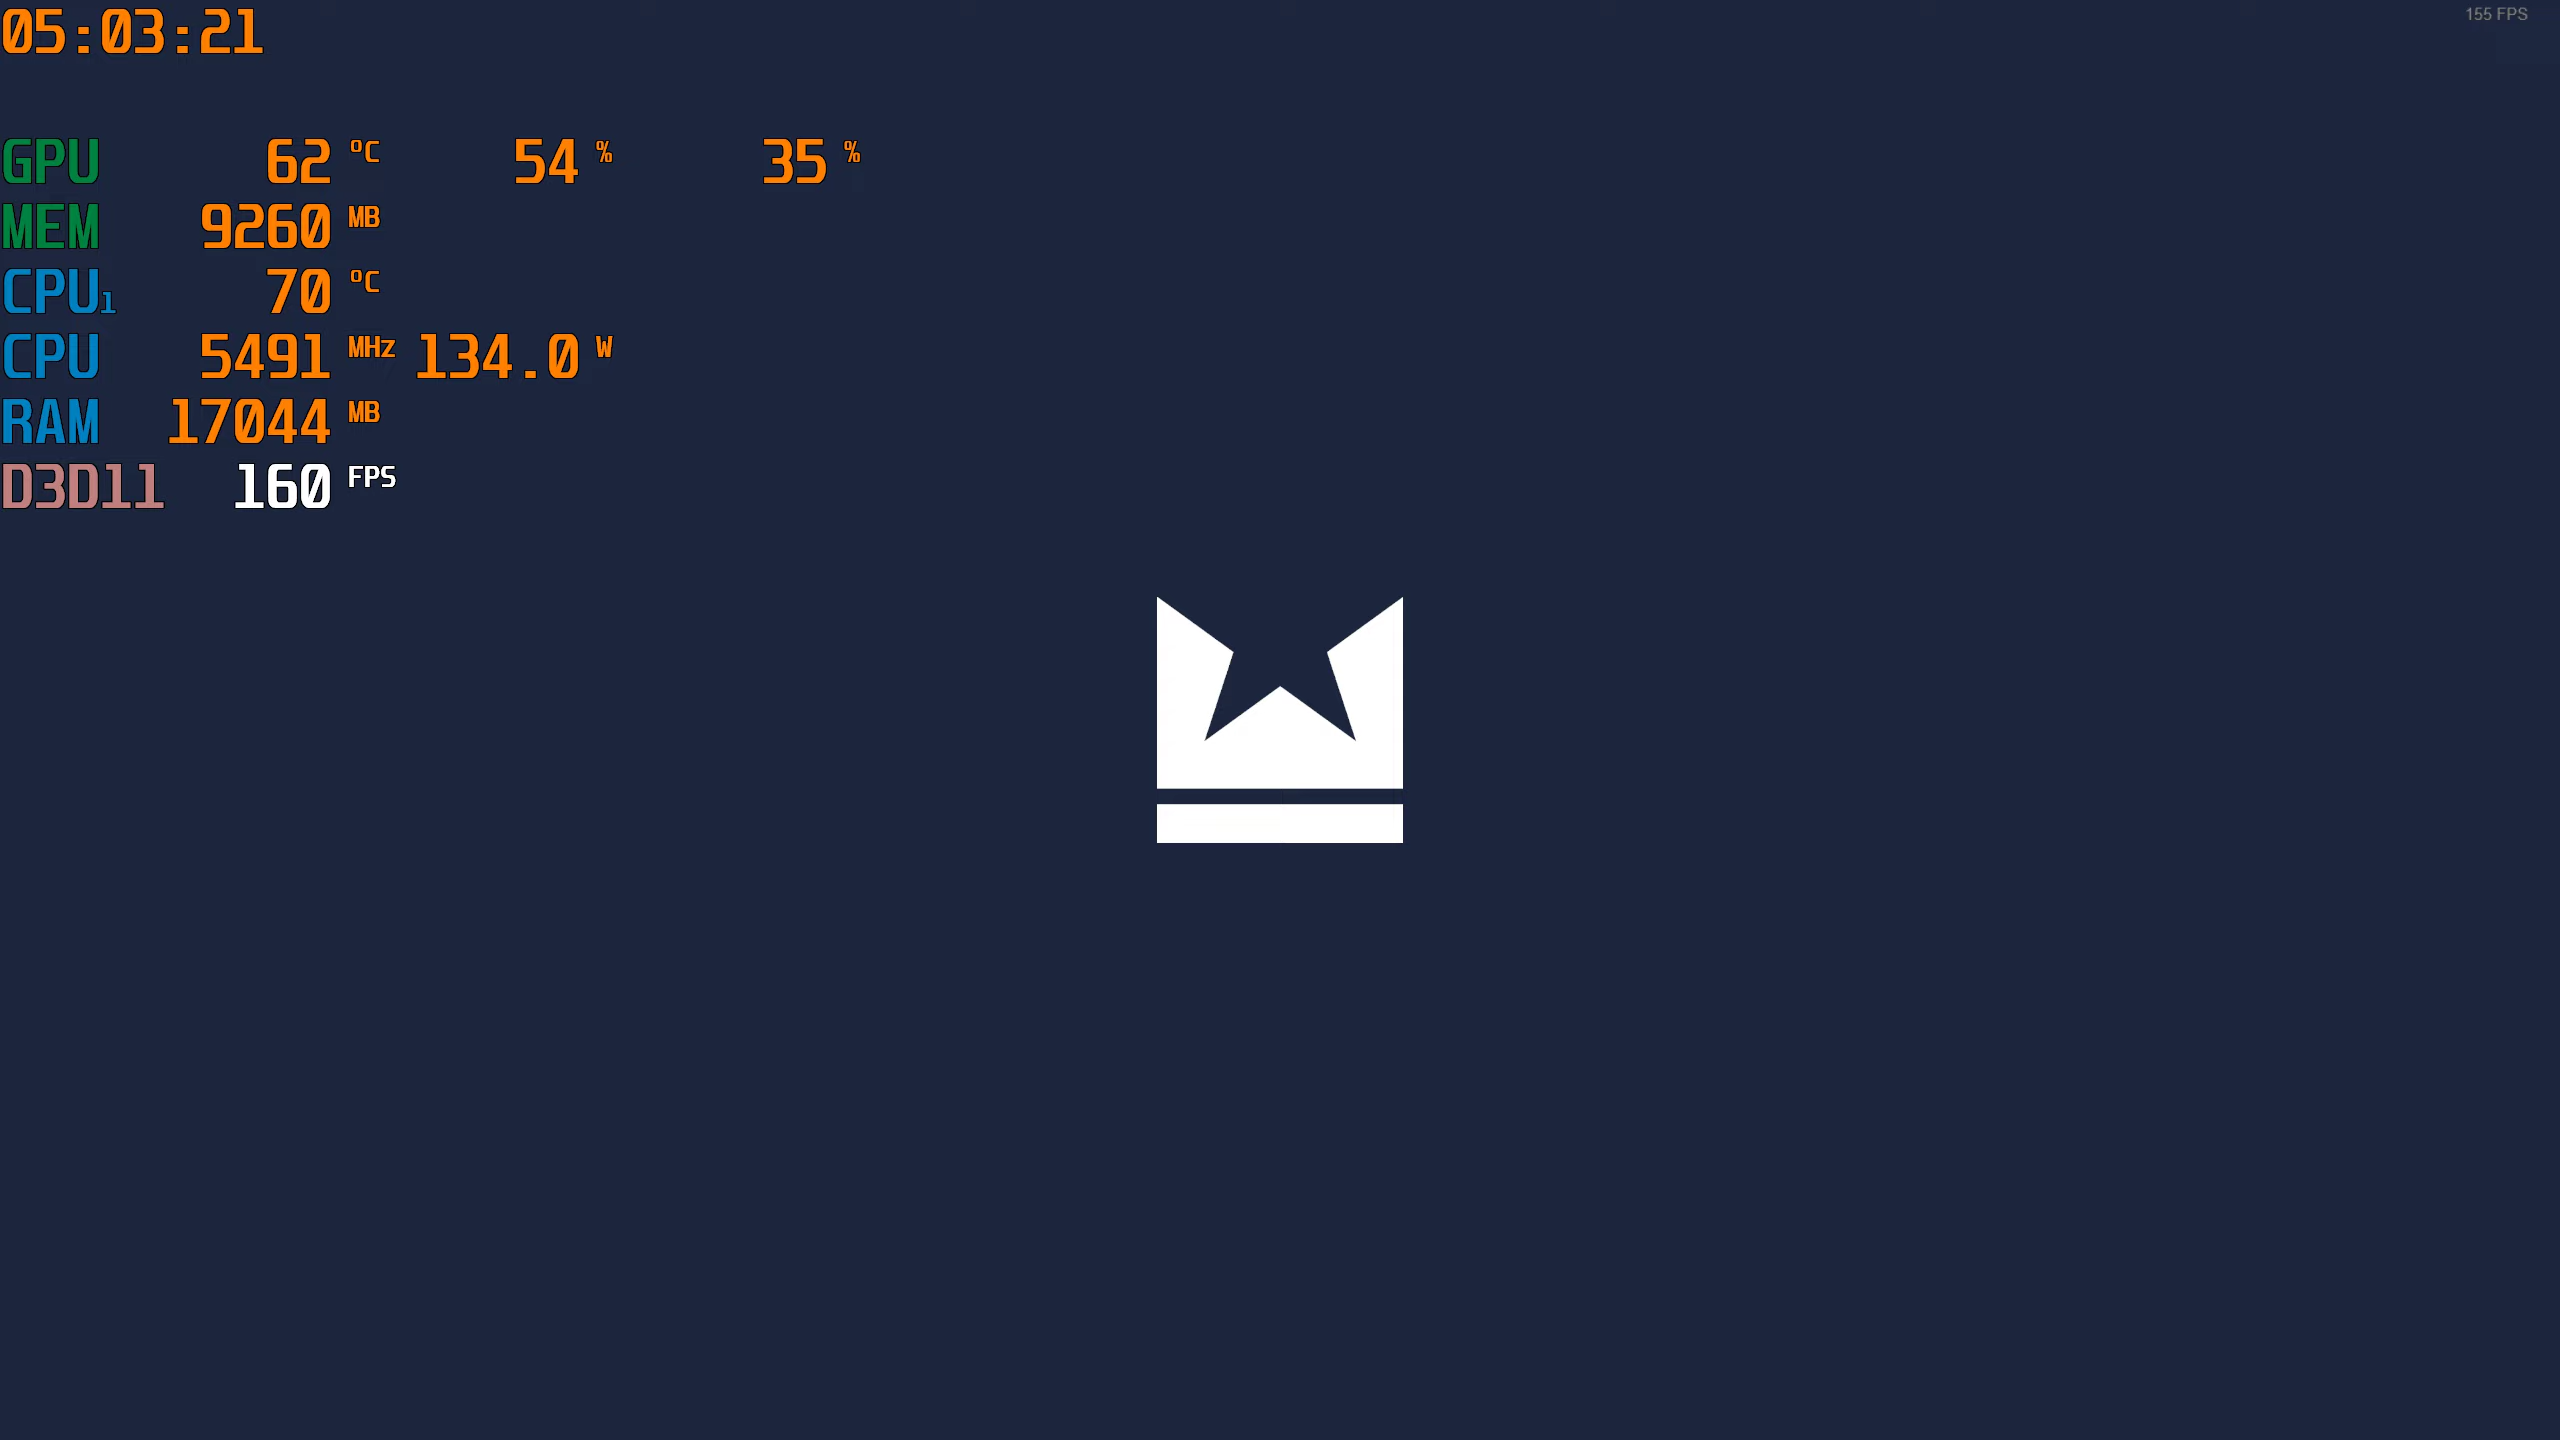 05:03:21
155 FPS
GPU 62 °C 54 % 35 %
MEM 9260 MB
CPU1 70 °C
CPU 5491 MHz 134.0 W
RAM 17044 MB
D3D11 160 FPS